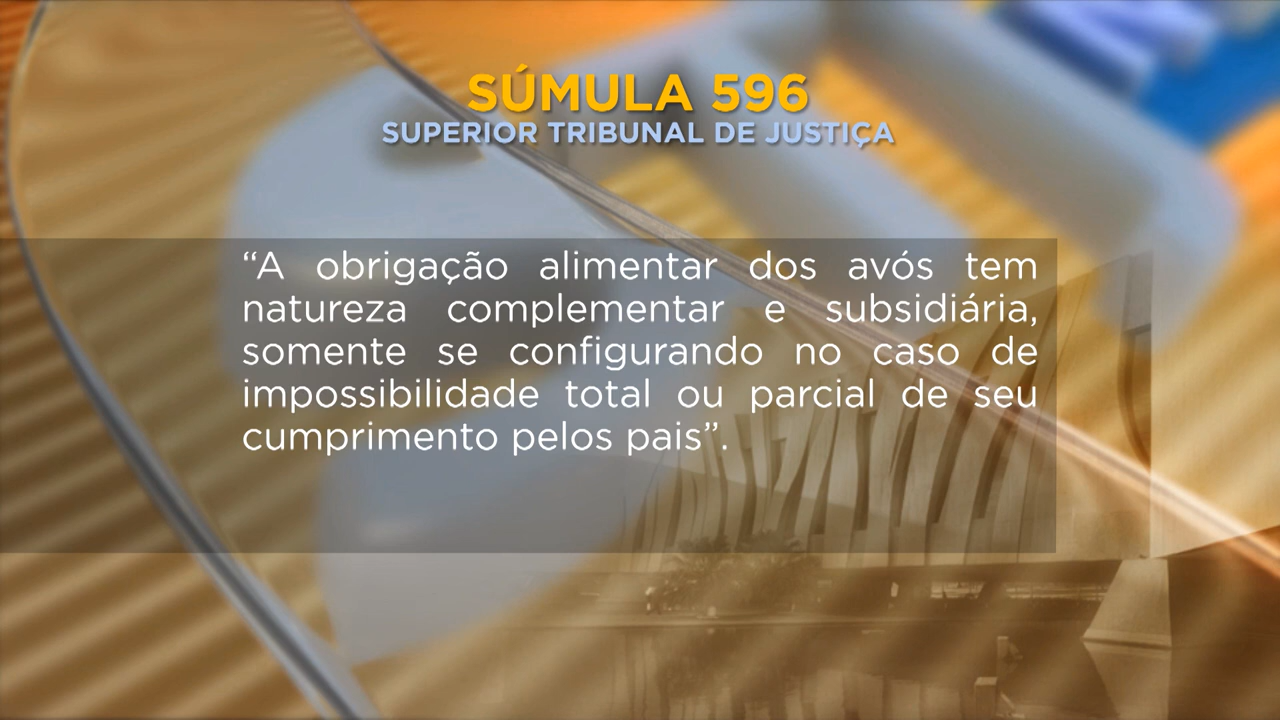 SÚMULA 596
SUPERIOR TRIBUNAL DE JUSTIÇA
“A obrigação alimentar dos avós tem
natureza complementar e subsidiária,
somente se configurando no caso de
impossibilidade total ou parcial de seu
cumprimento pelos pais”.